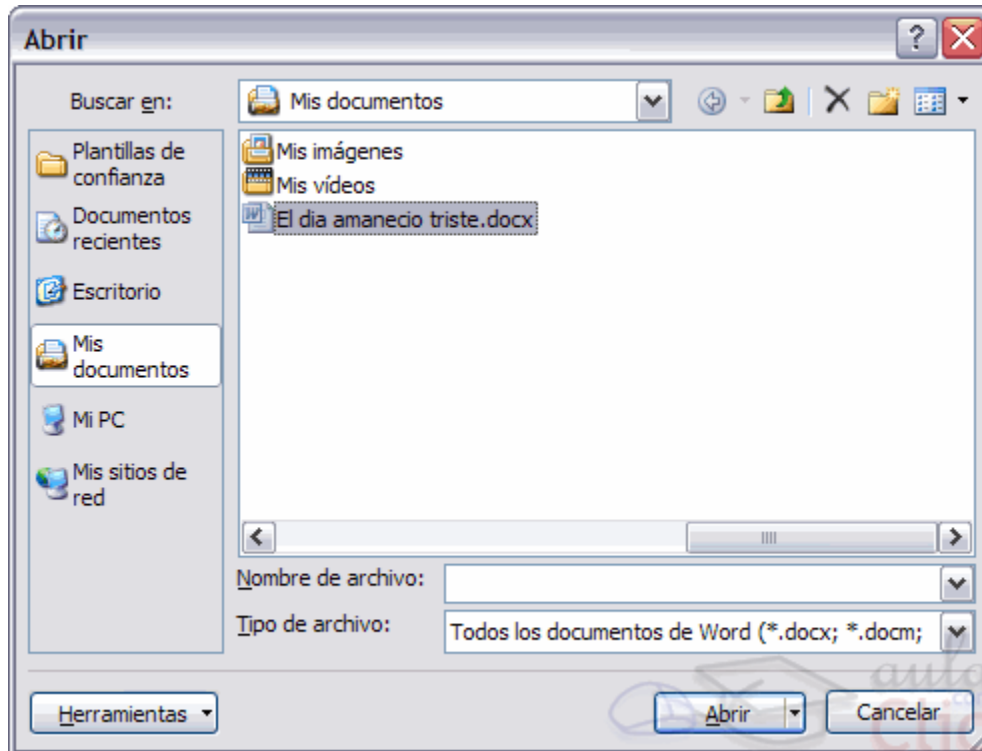 Abrir
Buscar en:
Mis documentos
Plantillas de
confianza
Documentos
recientes
Escritorio
Mis
documentos
Mi PC
Mis sitios de
red
Mis imágenes
Mis vídeos
El dia amanecio triste.docx
Nombre de archivo:
Tipo de archivo:
Todos los documentos de Word (*.docx; *.docm;
Herramientas
Abrir
Cancelar
aula
Clic